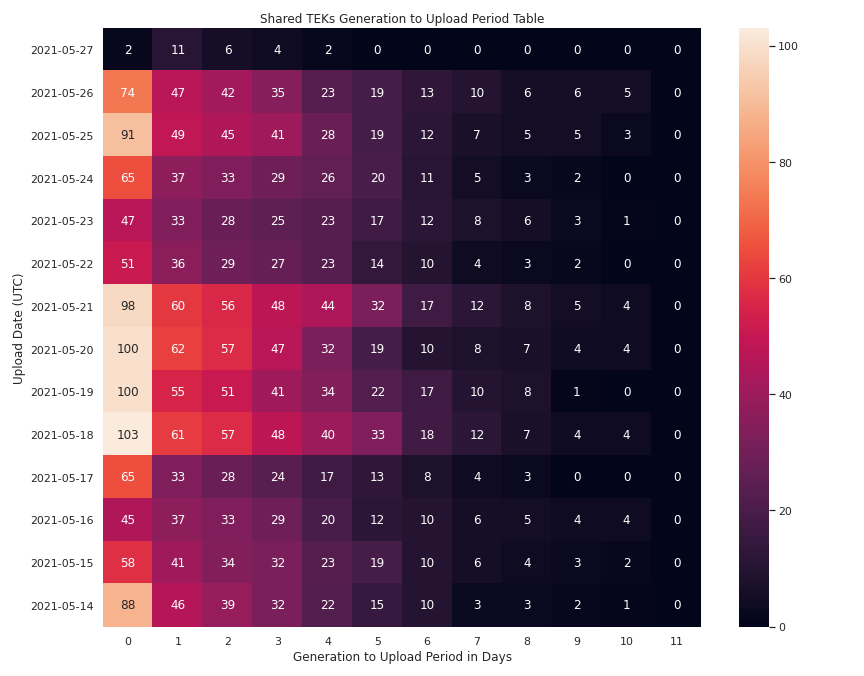 Shared TEKs Generation to Upload Period Table
2021-05-27 2 11 6 4 2 0 0 0 0 0 0 0
2021-05-26 74 47 42 35 23 19 13 10 6 6 5 0
2021-05-25 91 49 45 41 28 19 12 7 5 5 3 0
2021-05-24 65 37 33 29 26 20 11 5 3 2 0 0
2021-05-23 47 33 28 25 23 17 12 8 6 3 1 0
2021-05-22 51 36 29 27 23 14 10 4 3 2 0 0
2021-05-21 98 60 56 48 44 32 17 12 8 5 4 0
2021-05-20 100 62 57 47 32 19 10 8 7 4 4 0
2021-05-19 100 55 51 41 34 22 17 10 8 1 0 0
2021-05-18 103 61 57 48 40 33 18 12 7 4 4 0
2021-05-17 65 33 28 24 17 13 8 4 3 0 0 0
2021-05-16 45 37 33 29 20 12 10 6 5 4 4 0
2021-05-15 58 41 34 32 23 19 10 6 4 3 2 0
2021-05-14 88 46 39 32 22 15 10 3 3 2 1 0
0 1 2 3 4 5 6 7 8 9 10 11
Generation to Upload Period in Days
Upload Date (UTC)
100
80
60
40
20
0